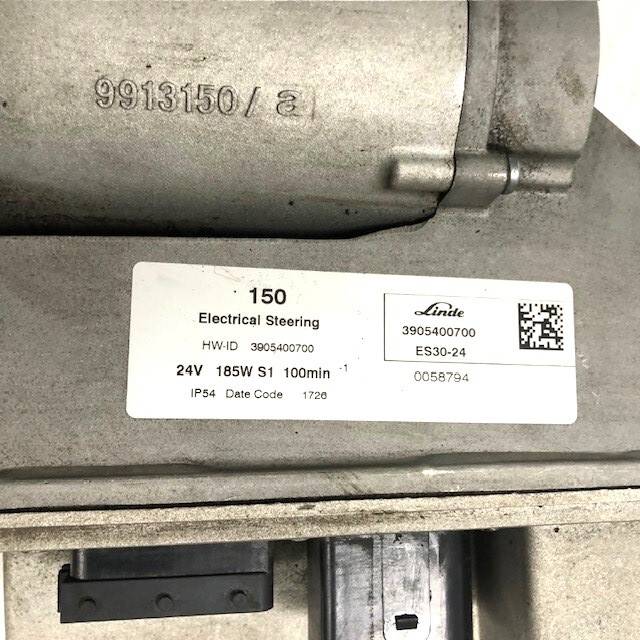 9913150/a
150
Electrical Steering
HW-ID 3905400700
24V 185W S1 100min -1
IP54 Date Code 1726
Linde
3905400700
ES30-24
0058794